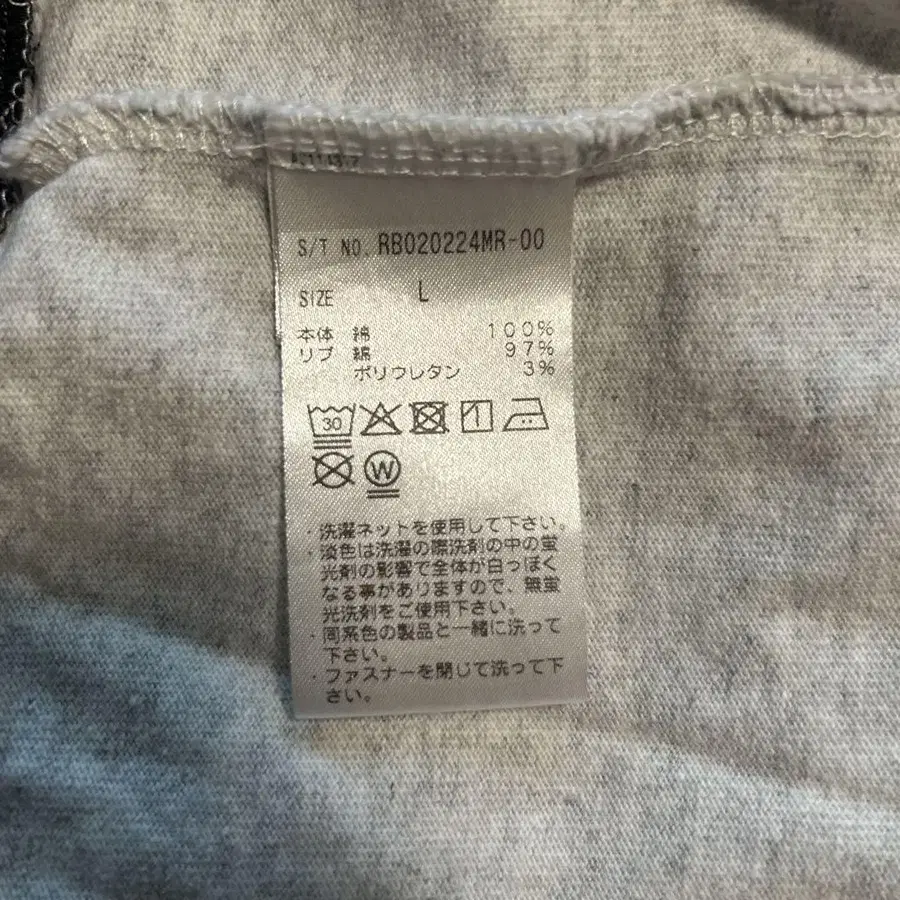 S/T NO. RB020224MR-00
SIZE L
本体 綿 100%
リブ 綿 97%
ポリウレタン 3%
30
W
・洗濯ネットを使用して下さい。
・淡色は洗濯の際洗剤の中の蛍
光剤の影響で全体が白っぽく
なる事がありますので、無蛍
光洗剤をご使用下さい。
・同系色の製品と一緒に洗って
下さい。
・ファスナーを閉じて洗って下
さい。